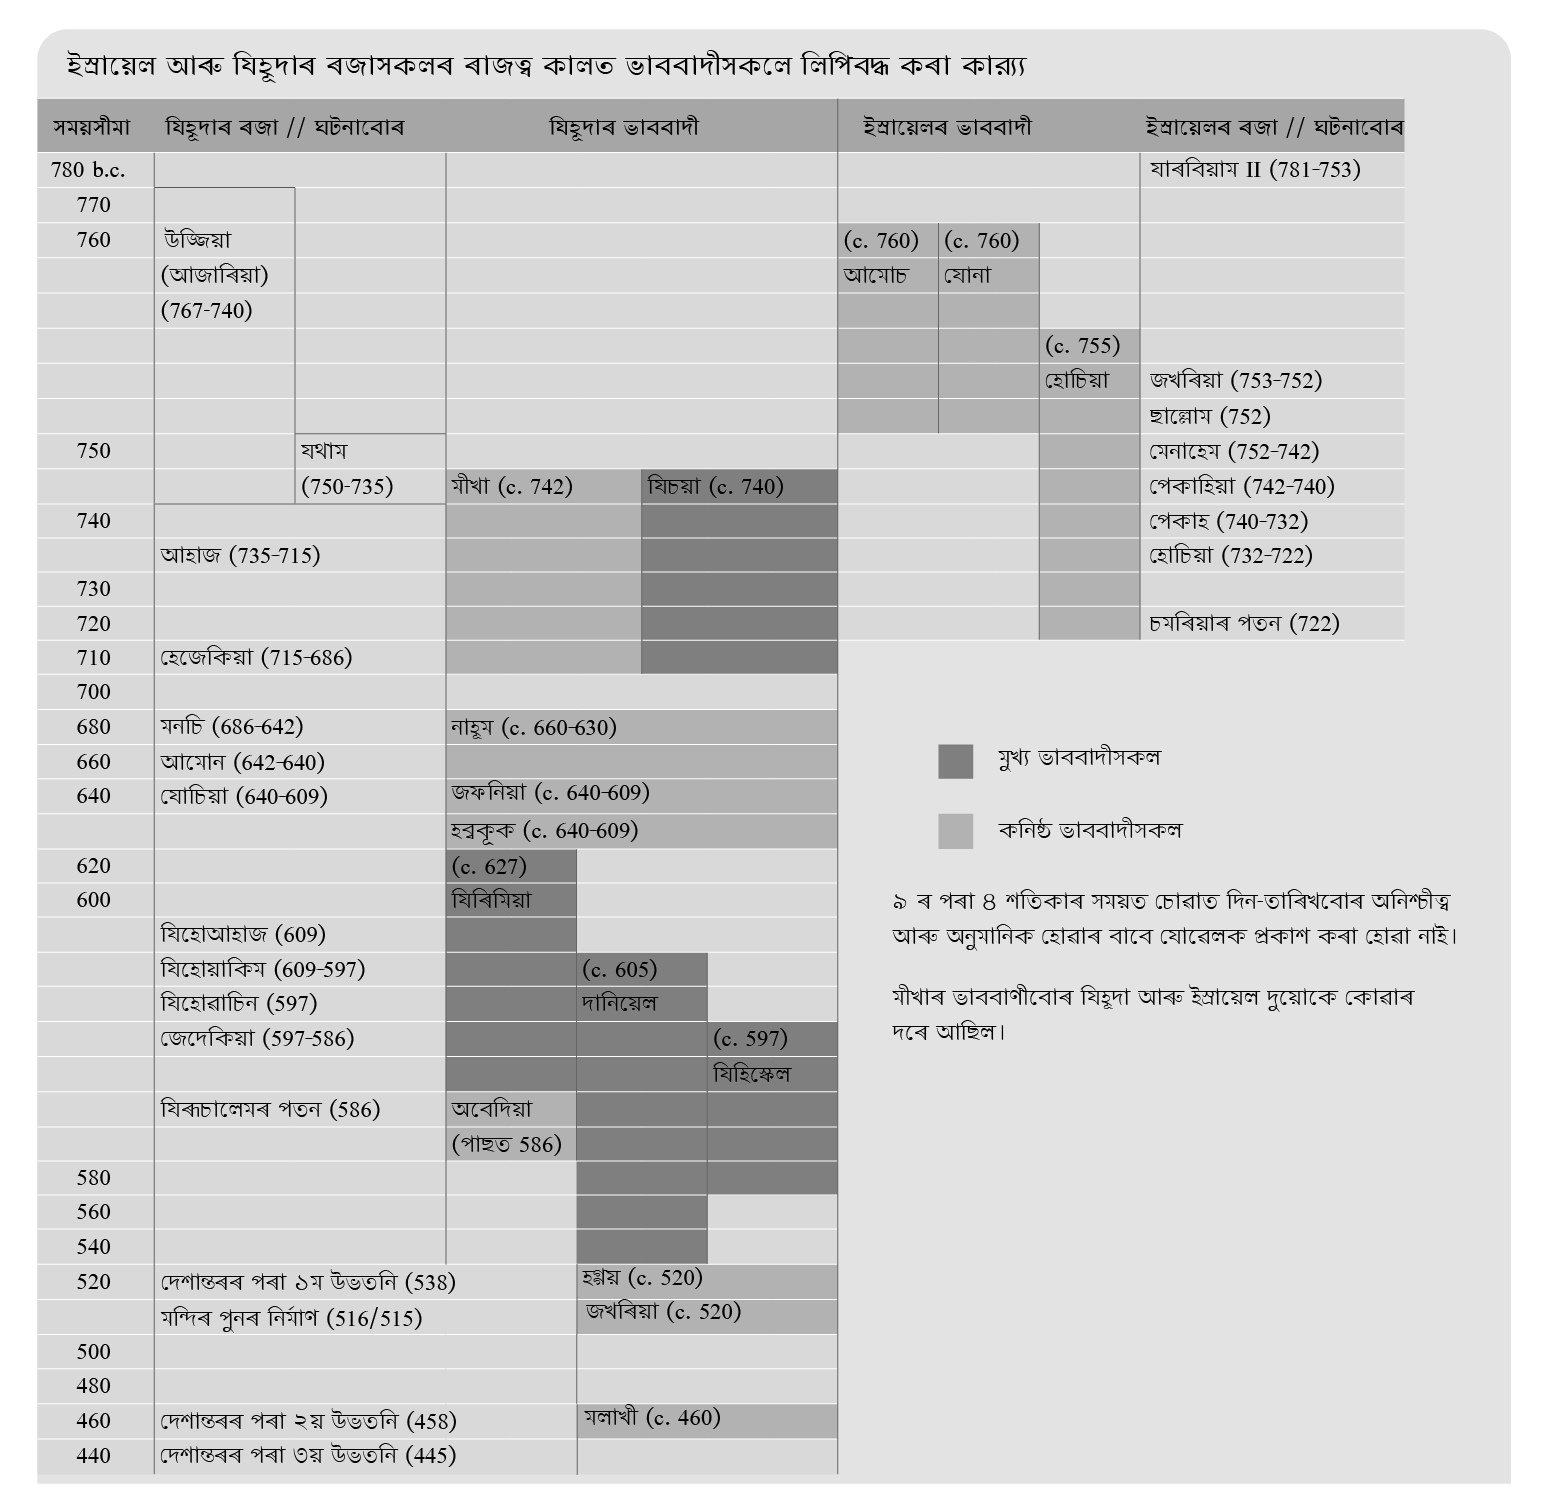 ইস্ৰায়েল আৰু যিহূদাৰ ৰজাসকলৰ ৰাজত্ব কালত ভাববাদীসকলে লিপিবদ্ধ কৰা কাৰ্য্য
সময়সীমা যিহূদাৰ ৰজা // ঘটনাবোৰ যিহূদাৰ ভাববাদী ইস্ৰায়েলৰ ভাববাদী ইস্ৰায়েলৰ ৰজা // ঘটনাবোৰ
780 b.c. যাৰবিয়াম II (781-753)
770
760 উজ্জিয়া (c. 760) (c. 760)
(আজাৰিয়া) আমোচ যোনা
(767-740)
(c. 755)
হোচিয়া জখৰিয়া (753-752)
ছাল্লোম (752)
750 যথাম মেনাহেম (752-742)
(750-735) মীখা (c. 742) যিচয়া (c. 740) পেকাহিয়া (742-740)
740 পেকাহ (740-732)
আহাজ (735-715) হোচিয়া (732-722)
730
720 চমৰিয়াৰ পতন (722)
710 হেজেকিয়া (715-686)
700
680 মনচি (686-642) নাহূম (c. 660-630)
660 আমোন (642-640)
640 যোচিয়া (640-609) জফনিয়া (c. 640-609)
হবক্কূক (c. 640-609)
620 (c. 627)
600 যিৰিমিয়া
যিহোআহাজ (609)
যিহোয়াকিম (609-597) (c. 605)
যিহোৱাচিন (597) দানিয়েল
জেদেকিয়া (597-586) (c. 597)
যিহিস্কেল
যিৰূচালেমৰ পতন (586) অবেদিয়া
(পাছত 586)
580
560
540
520 দেশান্তৰৰ পৰা ১ম উভতনি (538) হগ্গয় (c. 520)
মন্দিৰ পুনৰ নিৰ্মাণ (516/515) জখৰিয়া (c. 520)
500
480
460 দেশান্তৰৰ পৰা ২য় উভতনি (458) মলাখী (c. 460)
440 দেশান্তৰৰ পৰা ৩য় উভতনি (445)
মুখ্য ভাববাদীসকল
কনিষ্ঠ ভাববাদীসকল
৯ ৰ পৰা ৪ শতিকাৰ সময়ত চোৱাত দিন-তাৰিখবোৰ অনিশ্চীত্ব
আৰু অনুমানিক হোৱাৰ বাবে যোৱেলক প্ৰকাশ কৰা হোৱা নাই।
মীখাৰ ভাববাণীবোৰ যিহূদা আৰু ইস্ৰায়েল দুয়োকে কোৱাৰ
দৰে আছিল।